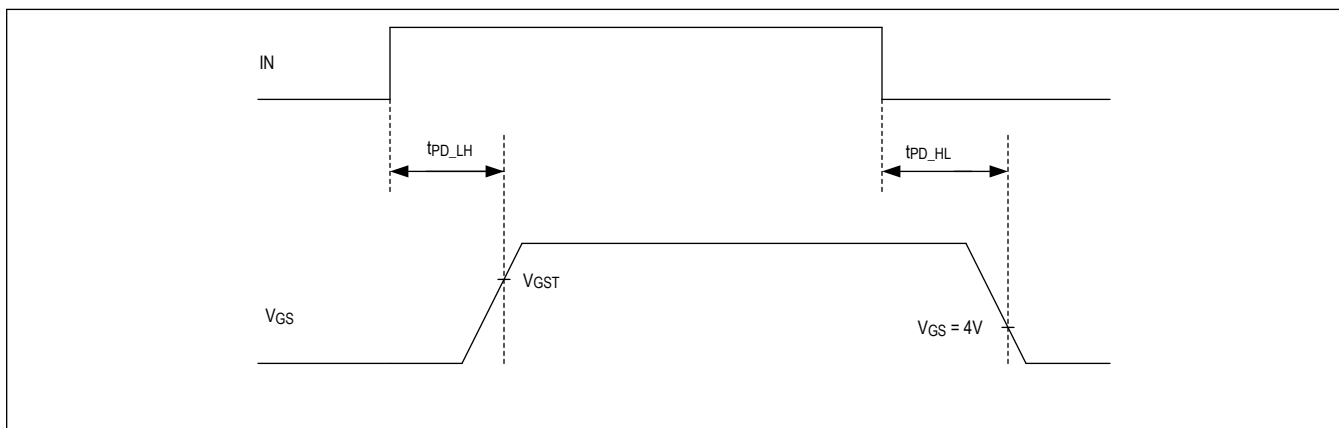 IN
tPD_LH
tPD_HL
VGST
VGS
VGS = 4V